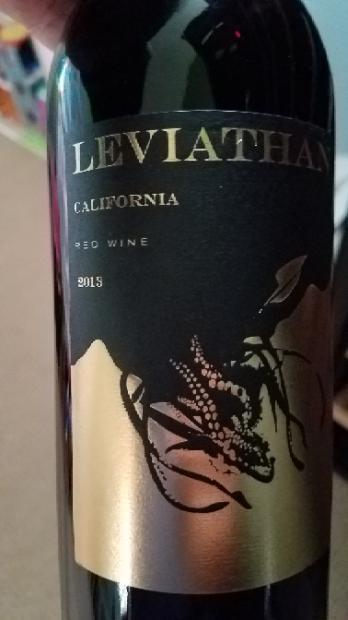 LEVIATHAN
CALIFORNIA
RED WINE
2013